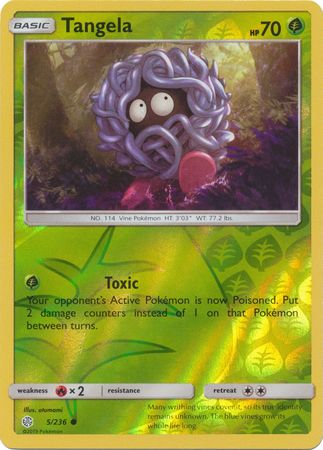 BASIC
Tangela
HP 70
NO. 114 Vine Pokémon HT: 3'03" WT: 77.2 lbs.
Toxic
Your opponent's Active Pokémon is now Poisoned. Put
2 damage counters instead of 1 on that Pokémon
between turns.
weakness × 2 resistance retreat
Illus. otumami
5/236
©2019 Pokémon
Many writhing vines cover it, so its true identity
remains unknown. The blue vines grow its
whole life long.